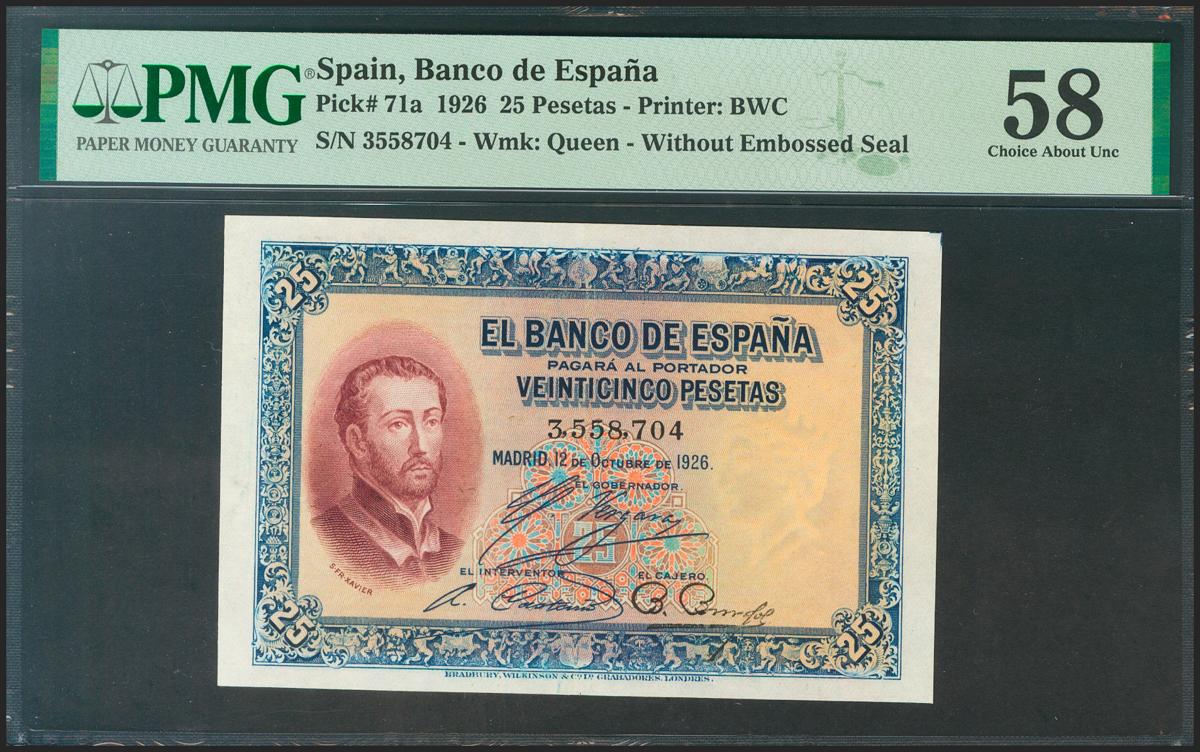 PMG®
PAPER MONEY GUARANTY
Spain, Banco de España
Pick# 71a 1926 25 Pesetas - Printer: BWC
S/N 3558704 - Wmk: Queen - Without Embossed Seal
58
Choice About Unc
25
25
EL BANCO DE ESPAÑA
PAGARÁ AL PORTADOR
VEINTICINCO PESETAS
3,558,704
MADRID, 12 DE OCTUBRE DE 1926.
EL GOBERNADOR.
25
S. FR. XAVIER
EL INTERVENTOR
EL CAJERO.
25
25
BRADBURY, WILKINSON & Cº. Lᴰ. GRABADORES. LONDRES.